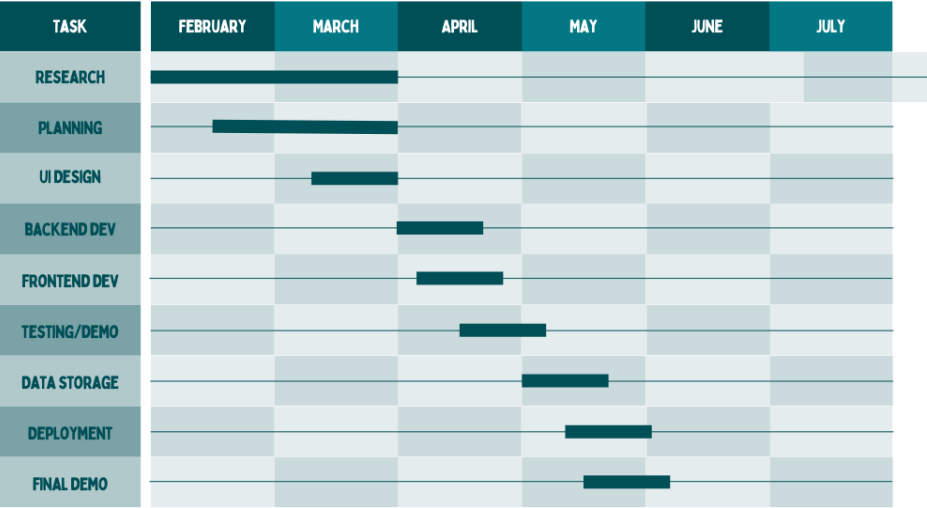 TASK FEBRUARY MARCH APRIL MAY JUNE JULY
RESEARCH
PLANNING
UI DESIGN
BACKEND DEV
FRONTEND DEV
TESTING/DEMO
DATA STORAGE
DEPLOYMENT
FINAL DEMO